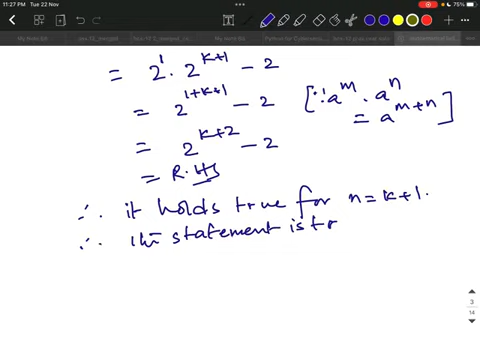 11:27 PM Tue 22 Nov
75%
= 2¹ · 2^(k+1) − 2
= 2^(1+k+1) − 2 [∵ a^m · a^n
= a^(m+n)]
= 2^(k+2) − 2
= R.HS
∴ it holds true for n = k+1.
∴ the statement is tr
3
14